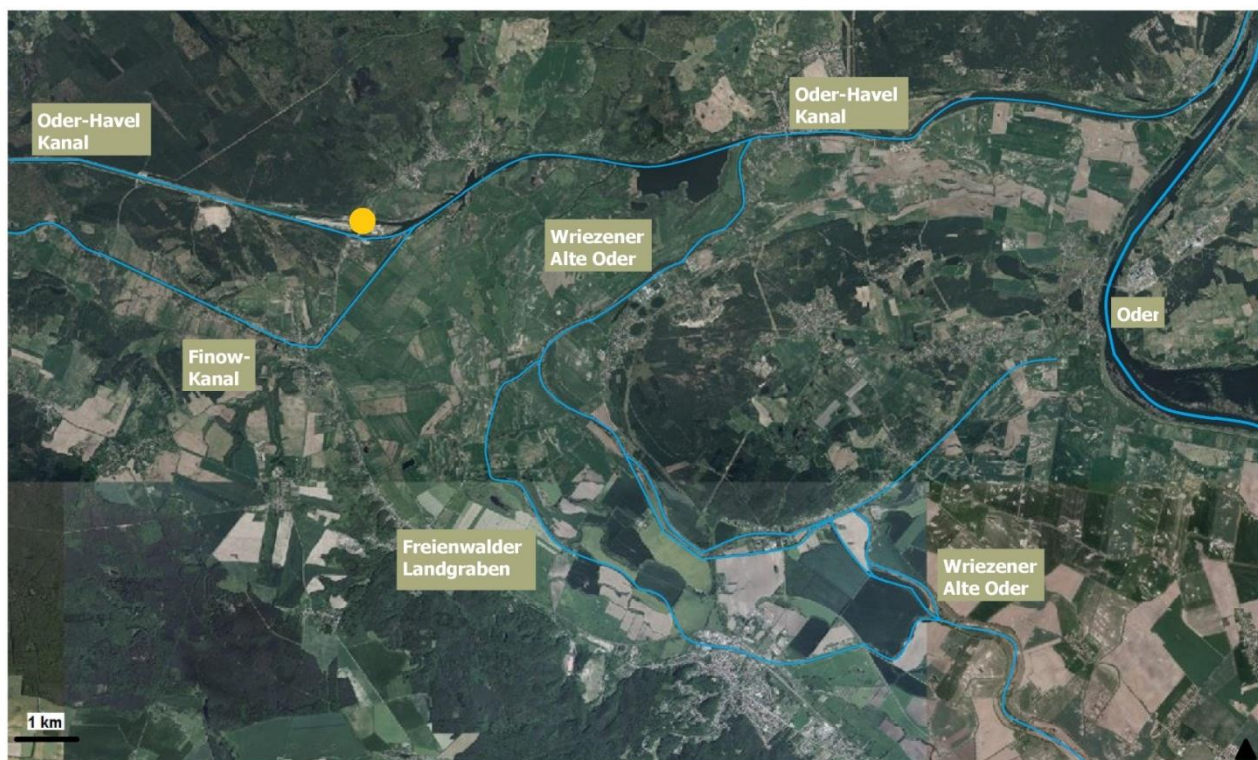 Oder-Havel
Kanal
Oder-Havel
Kanal
Wriezener
Alte Oder
Oder
Finow-
Kanal
Freienwalder
Landgraben
Wriezener
Alte Oder
1 km